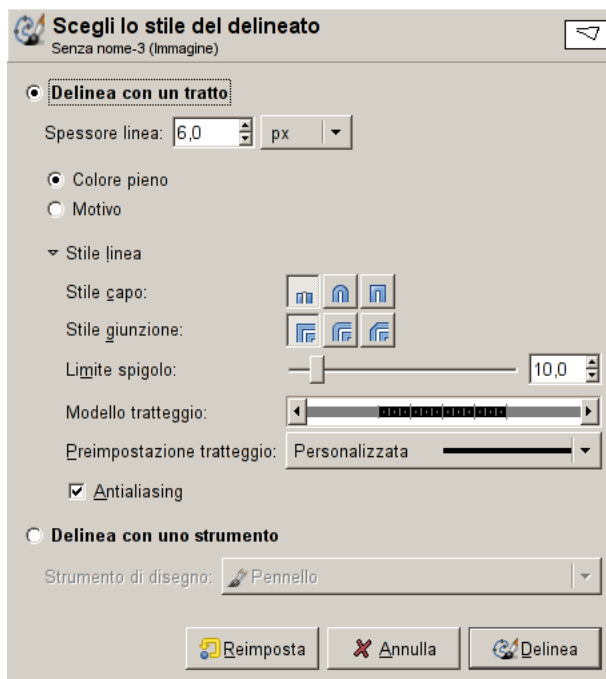 Scegli lo stile del delineato
Senza nome-3 (Immagine)
Delinea con un tratto
Spessore linea: 6,0 px
Colore pieno
Motivo
Stile linea
Stile capo:
Stile giunzione:
Limite spigolo: 10,0
Modello tratteggio:
Preimpostazione tratteggio: Personalizzata
Antialiasing
Delinea con uno strumento
Strumento di disegno: Pennello
Reimposta Annulla Delinea